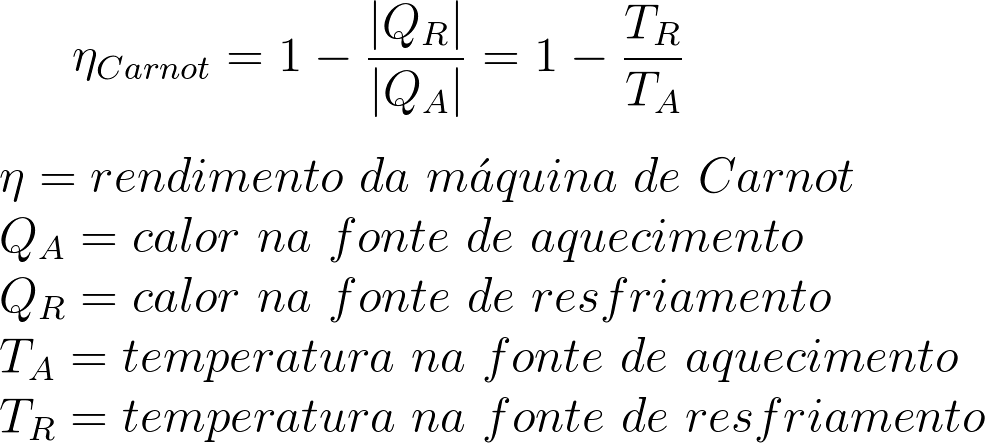 η_{Carnot} = 1 − \frac{|Q_R|}{|Q_A|} = 1 − \frac{T_R}{T_A}
η = rendimento da máquina de Carnot
Q_A = calor na fonte de aquecimento
Q_R = calor na fonte de resfriamento
T_A = temperatura na fonte de aquecimento
T_R = temperatura na fonte de resfriamento